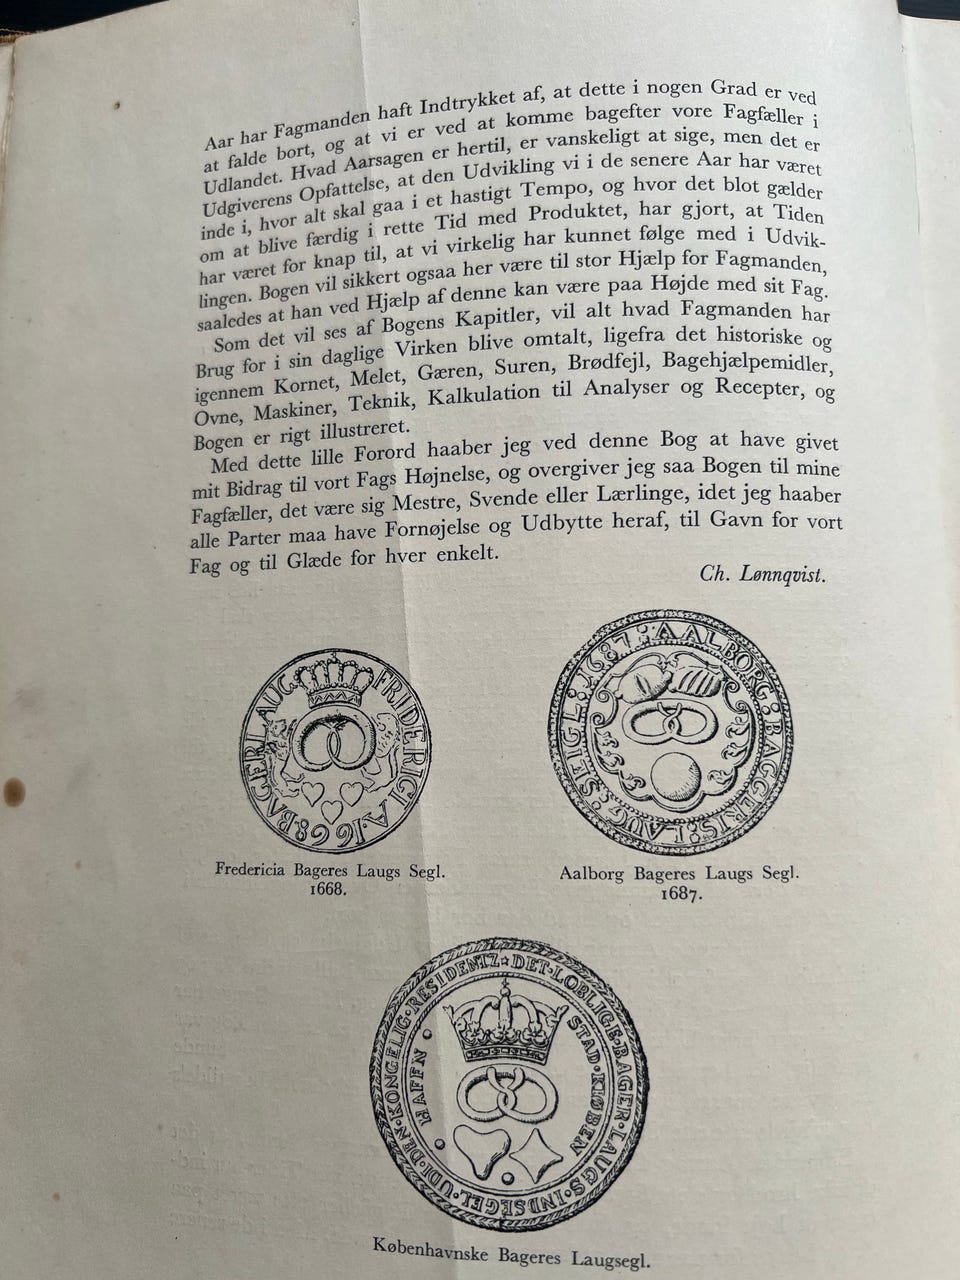 Aar har Fagmanden haft Indtrykket af, at dette i nogen Grad er ved
at falde bort, og at vi er ved at komme bagefter vore Fagfæller i
Udlandet. Hvad Aarsagen er hertil, er vanskeligt at sige, men det er
Udgiverens Opfattelse, at den Udvikling vi i de senere Aar har været
inde i, hvor alt skal gaa i et hastigt Tempo, og hvor det blot gælder
om at blive færdig i rette Tid med Produktet, har gjort, at Tiden
har været for knap til, at vi virkelig har kunnet følge med i Udvik-
lingen. Bogen vil sikkert ogsaa her være til stor Hjælp for Fagmanden,
saaledes at han ved Hjælp af denne kan være paa Højde med sit Fag.
Som det vil ses af Bogens Kapitler, vil alt hvad Fagmanden har
Brug for i sin daglige Virken blive omtalt, ligefra det historiske og
igennem Kornet, Melet, Gæren, Suren, Brødfejl, Bagehjælpemidler,
Ovne, Maskiner, Teknik, Kalkulation til Analyser og Recepter, og
Bogen er rigt illustreret.
Med dette lille Forord haaber jeg ved denne Bog at have givet
mit Bidrag til vort Fags Højnelse, og overgiver jeg saa Bogen til mine
Fagfæller, det være sig Mestre, Svende eller Lærlinge, idet jeg haaber
alle Parter maa have Fornøjelse og Udbytte heraf, til Gavn for vort
Fag og til Glæde for hver enkelt.
Ch. Lønnqvist.
BAGERLAUG FRIDERICIA·1668
SEIGL:1687:AALBORG:BAGGERIS:LAUG:
Fredericia Bageres Laugs Segl.
1668.
Aalborg Bageres Laugs Segl.
1687.
DET·LOBLIGE·BAGER·LAUGS·INDSEGEL·UDI·DEN·KONGELIG·RESIDENTZ
STAD·KIØBEN
HAFFN
Københavnske Bageres Laugsegl.